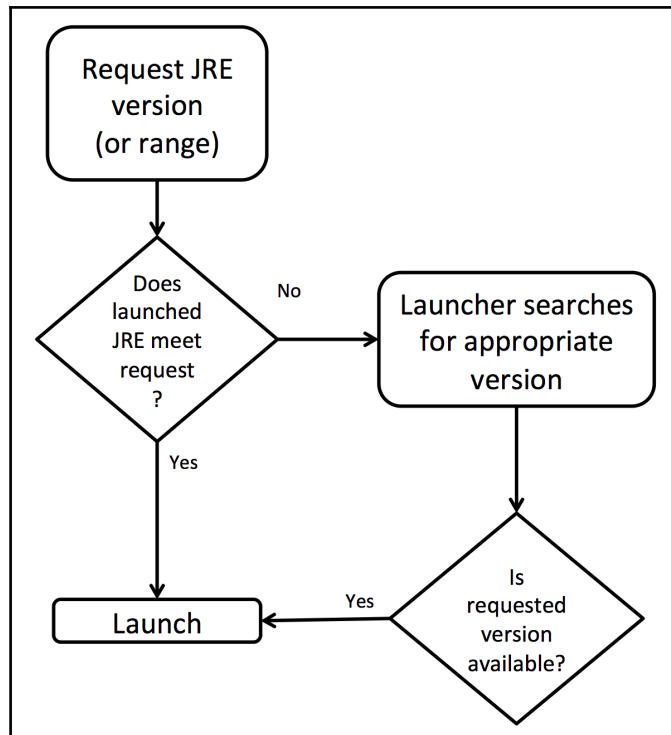 Request JRE
version
(or range)
Does
launched
JRE meet
request
?
No
Launcher searches
for appropriate
version
Yes
Is
requested
version
available?
Yes
Launch